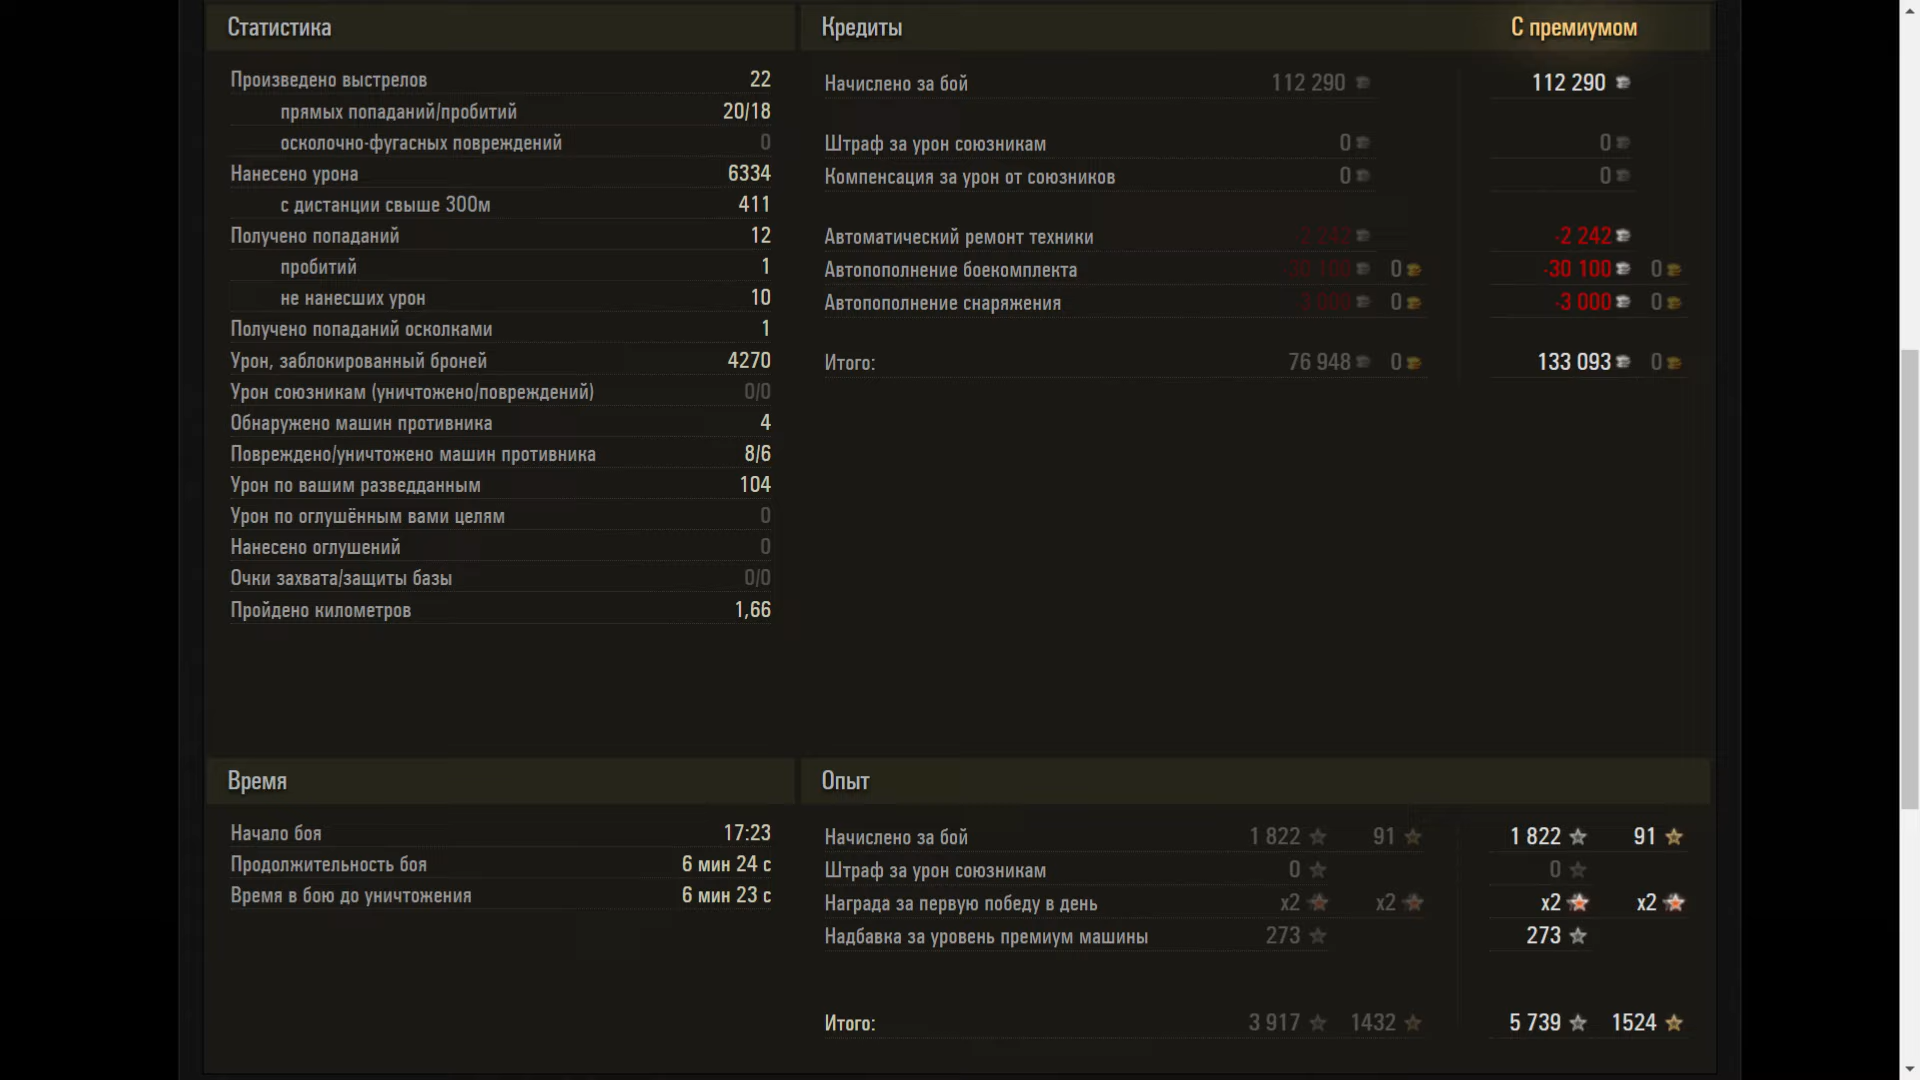 Статистика
Произведено выстрелов 22
прямых попаданий/пробитий 20/18
осколочно-фугасных повреждений 0
Нанесено урона 6334
с дистанции свыше 300м 411
Получено попаданий 12
пробитий 1
не нанесших урон 10
Получено попаданий осколками 1
Урон, заблокированный броней 4270
Урон союзникам (уничтожено/повреждений) 0/0
Обнаружено машин противника 4
Повреждено/уничтожено машин противника 8/6
Урон по вашим разведданным 104
Урон по оглушённым вами целям 0
Нанесено оглушений 0
Очки захвата/защиты базы 0/0
Пройдено километров 1,66
Кредиты С премиумом
Начислено за бой 112 290 112 290
Штраф за урон союзникам 0 0
Компенсация за урон от союзников 0 0
Автоматический ремонт техники -2 242 -2 242
Автопополнение боекомплекта -30 100 0 -30 100 0
Автопополнение снаряжения -3 000 0 -3 000 0
Итого: 76 948 0 133 093 0
Время
Начало боя 17:23
Продолжительность боя 6 мин 24 с
Время в бою до уничтожения 6 мин 23 с
Опыт
Начислено за бой 1 822 91 1 822 91
Штраф за урон союзникам 0 0
Награда за первую победу в день x2 x2 x2 x2
Надбавка за уровень премиум машины 273 273
Итого: 3 917 1432 5 739 1524